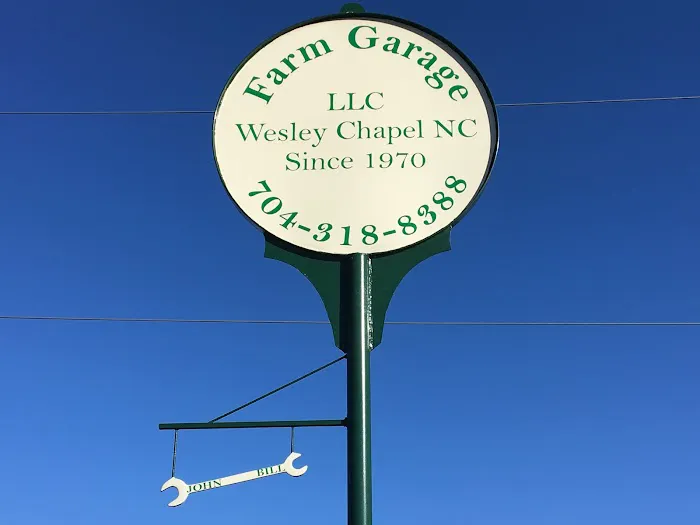 Farm Garage
LLC
Wesley Chapel NC
Since 1970
704-318-8388
JOHN BILL